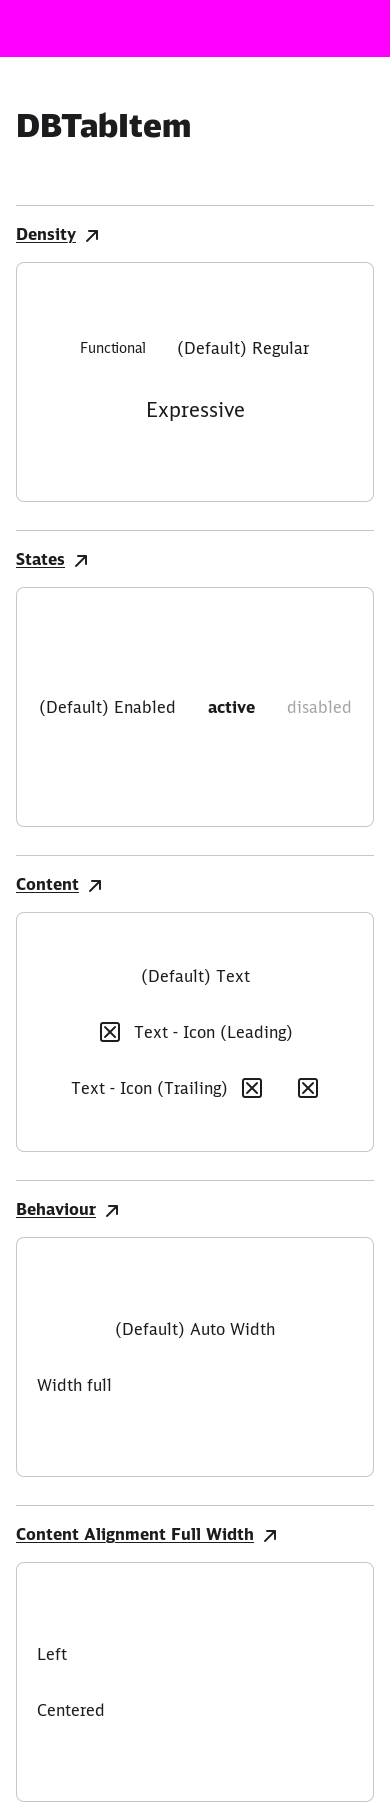 DBTabItem
Density
Functional (Default) Regular
Expressive
States
(Default) Enabled active disabled
Content
(Default) Text
Text - Icon (Leading)
Text - Icon (Trailing)
Behaviour
(Default) Auto Width
Width full
Content Alignment Full Width
Left
Centered